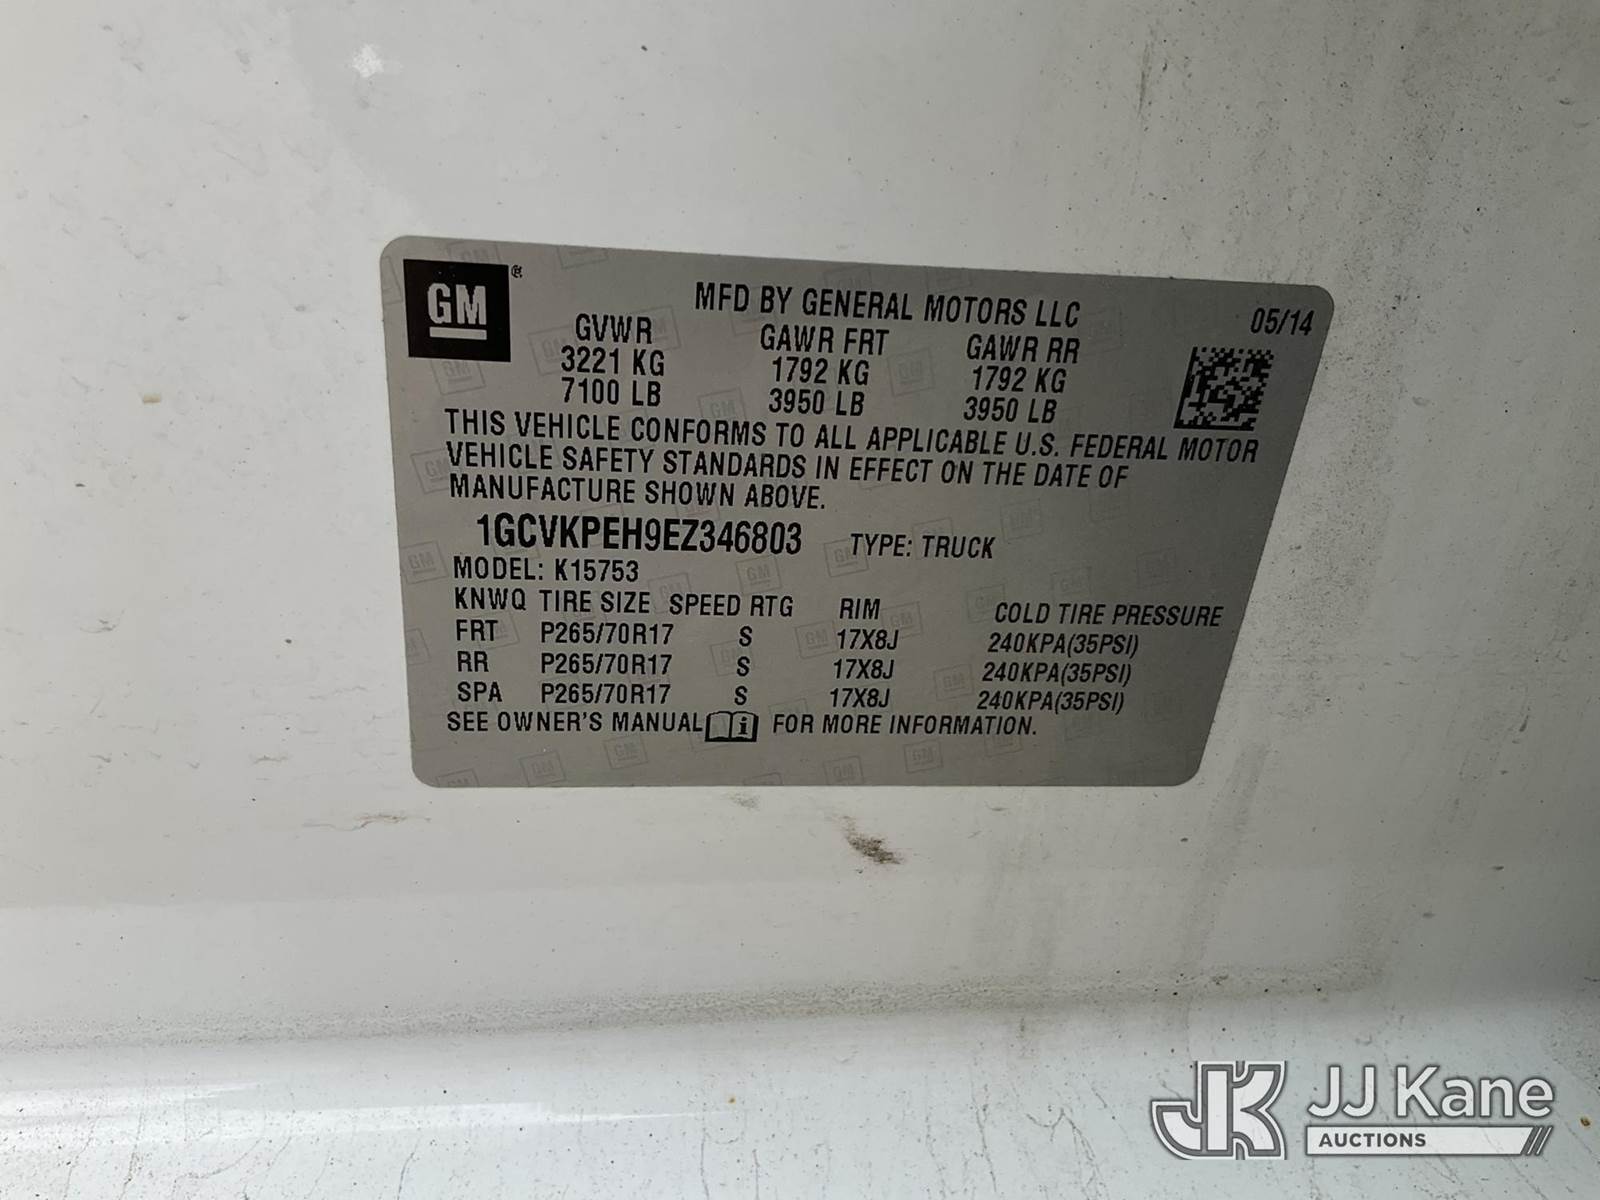 GM®
MFD BY GENERAL MOTORS LLC 05/14
GVWR GAWR FRT GAWR RR
3221 KG 1792 KG 1792 KG
7100 LB 3950 LB 3950 LB
THIS VEHICLE CONFORMS TO ALL APPLICABLE U.S. FEDERAL MOTOR
VEHICLE SAFETY STANDARDS IN EFFECT ON THE DATE OF
MANUFACTURE SHOWN ABOVE.
1GCVKPEH9EZ346803 TYPE: TRUCK
MODEL: K15753
KNWQ TIRE SIZE SPEED RTG RIM COLD TIRE PRESSURE
FRT P265/70R17 S 17X8J 240KPA(35PSI)
RR P265/70R17 S 17X8J 240KPA(35PSI)
SPA P265/70R17 S 17X8J 240KPA(35PSI)
SEE OWNER'S MANUAL i FOR MORE INFORMATION.
JK JJ Kane
AUCTIONS